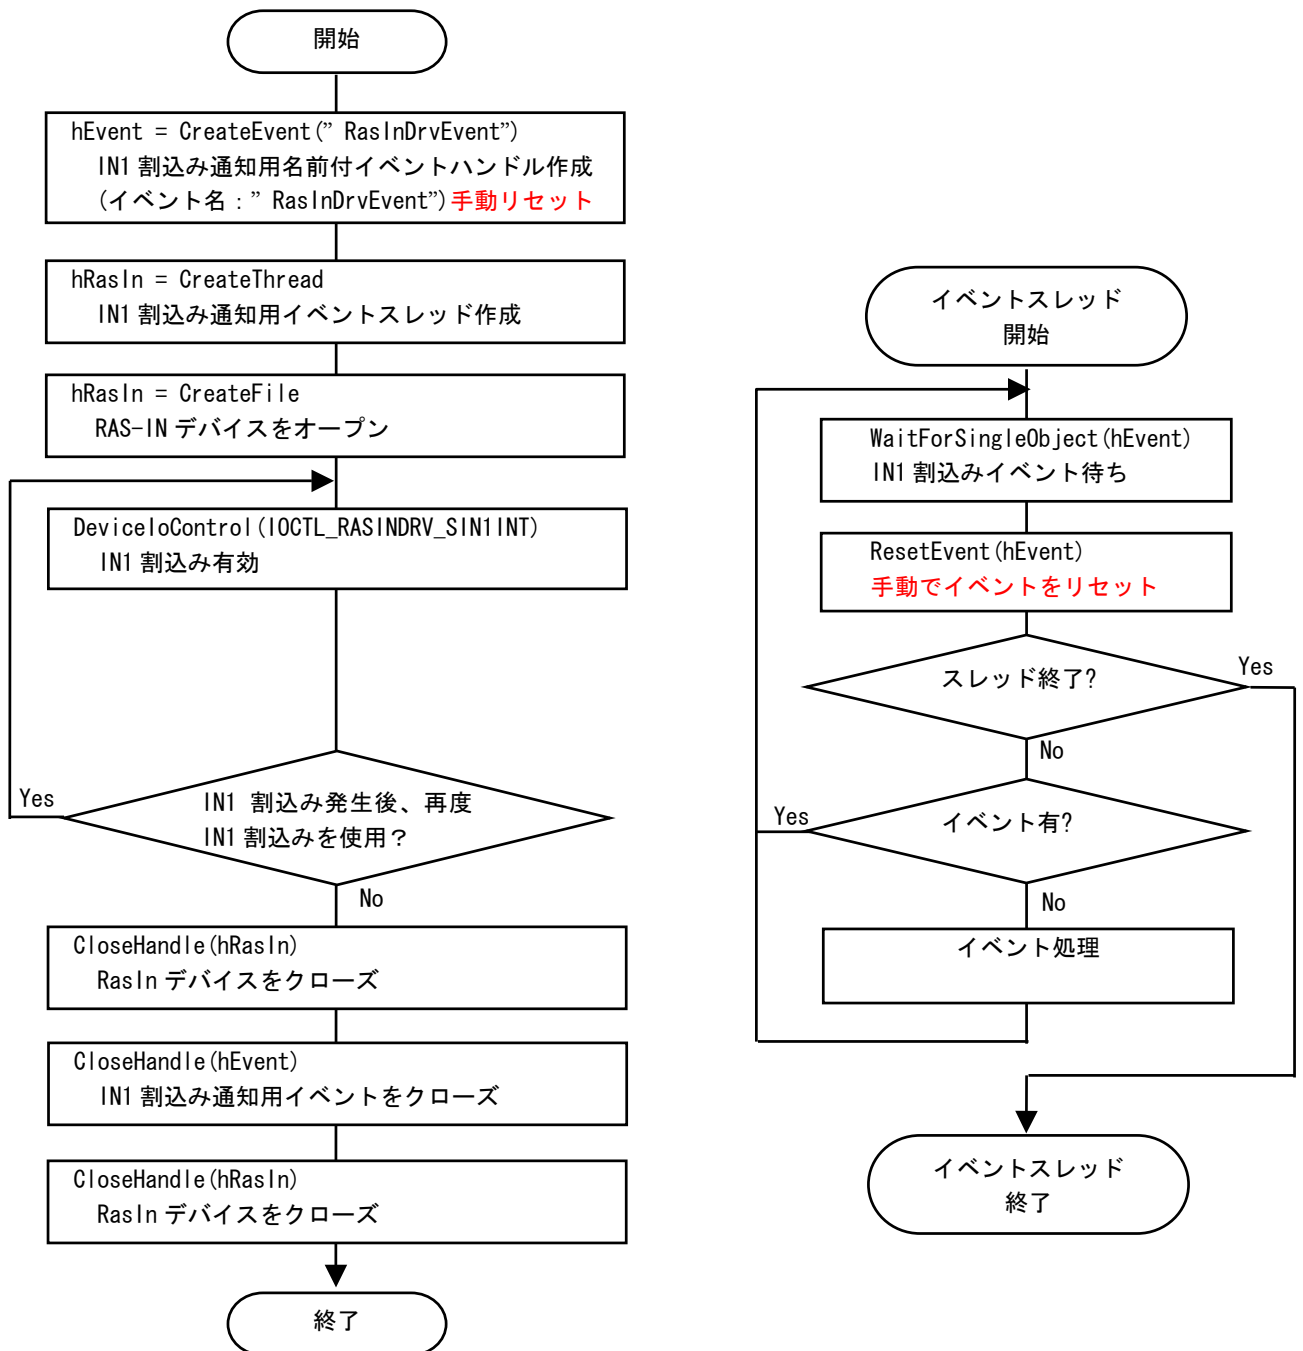 開始
hEvent = CreateEvent(” RasInDrvEvent”)
IN1 割込み通知用名前付イベントハンドル作成
(イベント名：” RasInDrvEvent”)手動リセット
hRasIn = CreateThread
IN1 割込み通知用イベントスレッド作成
hRasIn = CreateFile
RAS-IN デバイスをオープン
DeviceIoControl(IOCTL_RASINDRV_SIN1INT)
IN1 割込み有効
Yes
IN1 割込み発生後、再度
IN1 割込みを使用？
No
CloseHandle(hRasIn)
RasIn デバイスをクローズ
CloseHandle(hEvent)
IN1 割込み通知用イベントをクローズ
CloseHandle(hRasIn)
RasIn デバイスをクローズ
終了
イベントスレッド
開始
WaitForSingleObject(hEvent)
IN1 割込みイベント待ち
ResetEvent(hEvent)
手動でイベントをリセット
スレッド終了?
Yes
No
イベント有?
Yes
No
イベント処理
イベントスレッド
終了